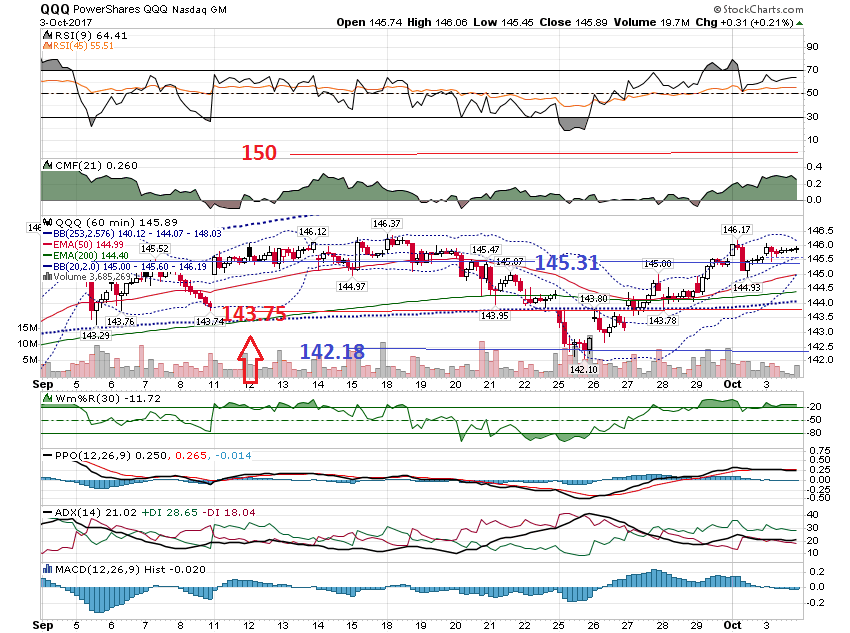 QQQ PowerShares QQQ Nasdaq GM
© StockCharts.com
3-Oct-2017
Open 145.74 High 146.06 Low 145.45 Close 145.89 Volume 19.7M Chg +0.31 (+0.21%)
RSI(9) 64.41
RSI(45) 55.51
90
70
50
30
10
150
CMF(21) 0.260
0.4
0.2
0.0
QQQ (60 min) 145.89
BB(253,2.576) 140.12 - 144.07 - 148.03
EMA(50) 144.99
EMA(200) 144.40
BB(20,2.0) 145.00 - 145.60 - 146.19
Volume 3,685,263
146.12
146.37
146.17
145.52
145.47
145.07
145.31
145.00
144.97
144.93
143.76
143.74
143.75
143.95
143.80
143.78
143.29
142.18
142.10
146.5
146.0
145.5
145.0
144.5
144.0
143.5
143.0
142.5
142.0
15M
10M
5M
Sep 5 6 7 8 11 12 13 14 15 18 19 20 21 22 25 26 27 28 29 Oct 3
Wm%R(30) -11.72
-20
-50
-80
PPO(12,26,9) 0.250, 0.265, -0.014
0.75
0.50
0.25
0.00
-0.25
-0.50
ADX(14) 21.02 +DI 28.65 -DI 18.04
40
30
20
10
MACD(12,26,9) Hist -0.020
0.2
0.0
-0.2
Sep 5 6 7 8 11 12 13 14 15 18 19 20 21 22 25 26 27 28 29 Oct 3